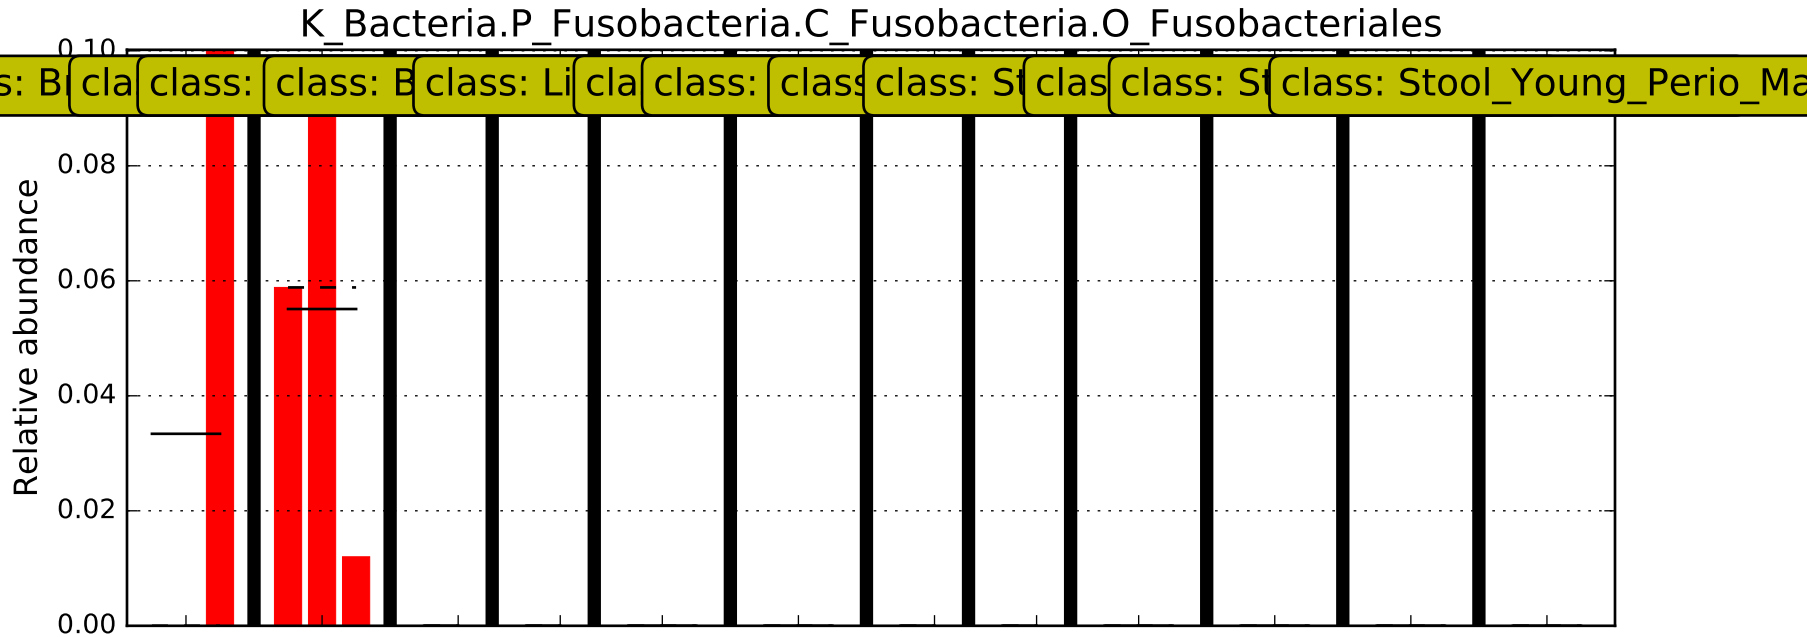 K_Bacteria.P_Fusobacteria.C_Fusobacteria.O_Fusobacteriales
0.10
class: class: B class: Li class: class: St class: St class: Stool_Young_Perio_Ma
0.08
0.06
0.04
0.02
0.00
Relative abundance